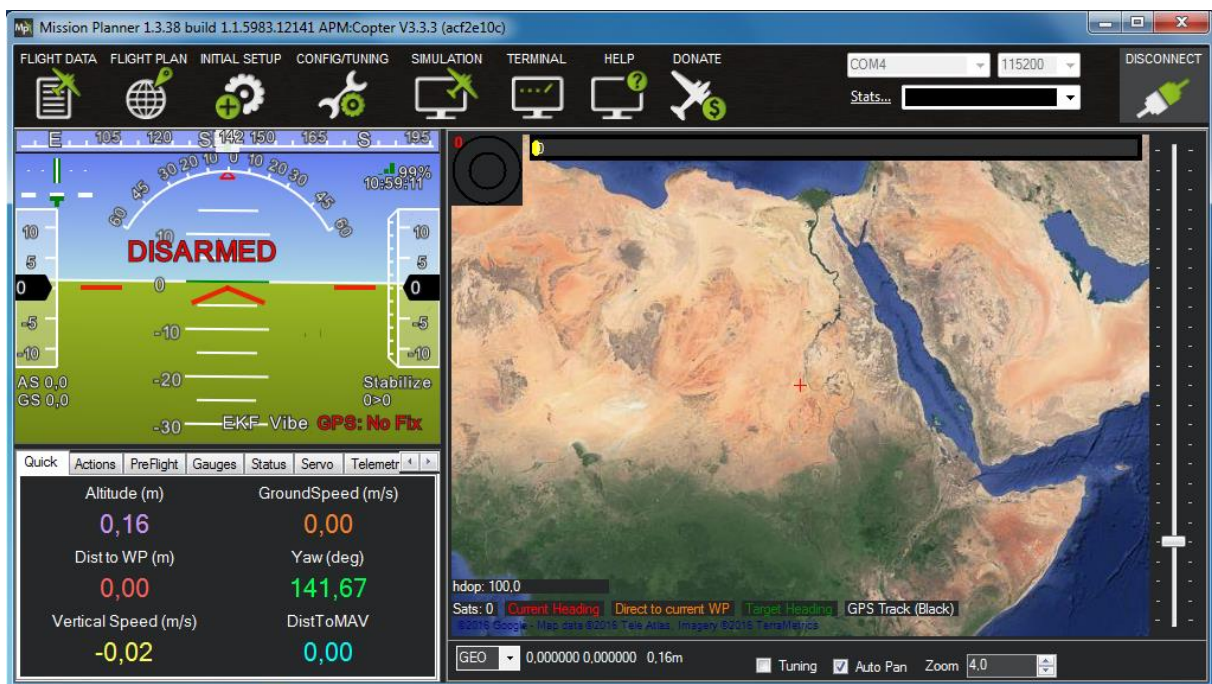 Mission Planner 1.3.38 build 1.1.5983.12141 APM:Copter V3.3.3 (acf2e10c)
FLIGHT DATA FLIGHT PLAN INITIAL SETUP CONFIG/TUNING SIMULATION TERMINAL HELP DONATE
COM4 115200 DISCONNECT
Stats...
E 105 120 142 150 165 S 195
60 45 30 20 10 0 10 20 30 45 60
99%
10:59:11
DISARMED
10 10 10
5 5
0 0 0
-5 -5
-10
-10 -10
AS 0,0 -20 Stabilize
GS 0,0 0>0
-30 EKF Vibe GPS: No Fix
0
0
Quick Actions PreFlight Gauges Status Servo Telemetr
Altitude (m) GroundSpeed (m/s)
0,16 0,00
Dist to WP (m) Yaw (deg)
0,00 141,67
Vertical Speed (m/s) DistToMAV
-0,02 0,00
hdop: 100,0
Sats: 0 Current Heading Direct to current WP Target Heading GPS Track (Black)
©2016 Google - Map data ©2016 Tele Atlas, Imagery ©2016 TerraMetrics
GEO 0,000000 0,000000 0,16m Tuning Auto Pan Zoom 4.0